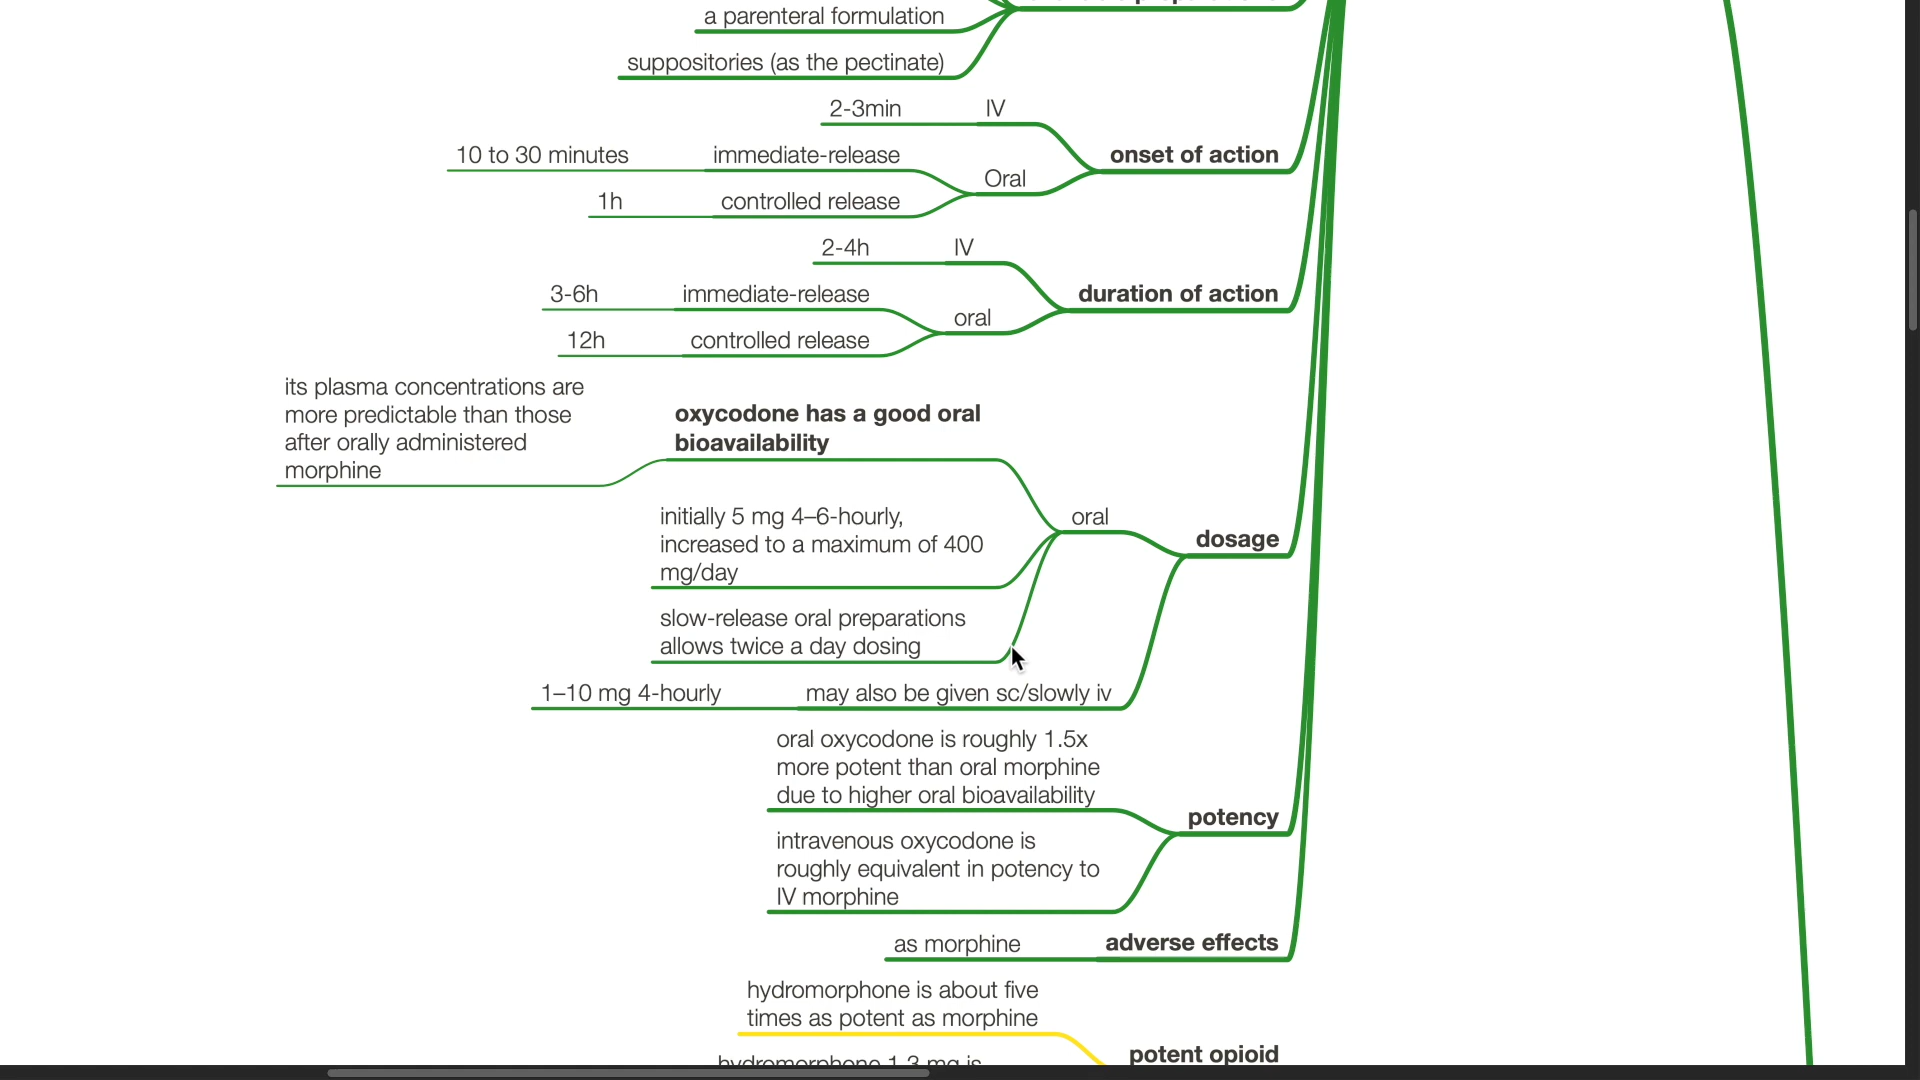 a parenteral formulation
suppositories (as the pectinate)
2-3min IV
10 to 30 minutes immediate-release
onset of action
Oral
1h controlled release
2-4h IV
3-6h immediate-release
duration of action
oral
12h controlled release
its plasma concentrations are
more predictable than those
after orally administered
morphine
oxycodone has a good oral
bioavailability
initially 5 mg 4–6-hourly,
increased to a maximum of 400
mg/day
oral
dosage
slow-release oral preparations
allows twice a day dosing
1–10 mg 4-hourly may also be given sc/slowly iv
oral oxycodone is roughly 1.5x
more potent than oral morphine
due to higher oral bioavailability
potency
intravenous oxycodone is
roughly equivalent in potency to
IV morphine
as morphine adverse effects
hydromorphone is about five
times as potent as morphine
potent opioid
hydromorphone 1.3 mg is